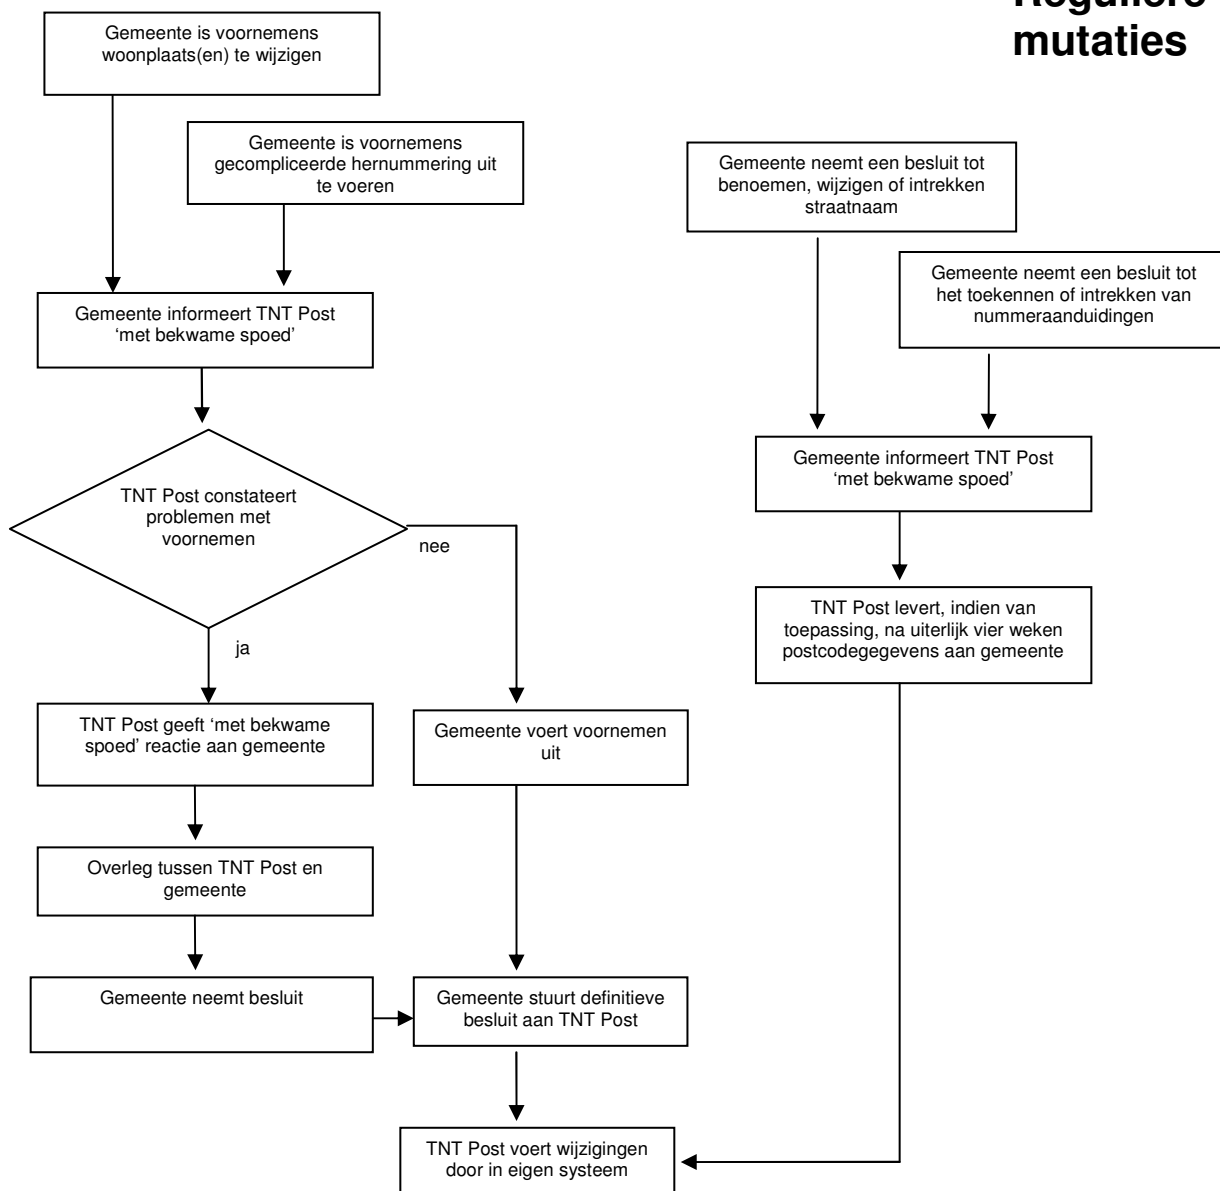 Reguliere
mutaties
Gemeente is voornemens
woonplaats(en) te wijzigen
Gemeente is voornemens
gecompliceerde hernummering uit
te voeren
Gemeente informeert TNT Post
‘met bekwame spoed’
TNT Post constateert
problemen met
voornemen
nee
ja
TNT Post geeft ‘met bekwame
spoed’ reactie aan gemeente
Gemeente voert voornemen
uit
Overleg tussen TNT Post en
gemeente
Gemeente neemt besluit
Gemeente stuurt definitieve
besluit aan TNT Post
TNT Post voert wijzigingen
door in eigen systeem
Gemeente neemt een besluit tot
benoemen, wijzigen of intrekken
straatnaam
Gemeente neemt een besluit tot
het toekennen of intrekken van
nummeraanduidingen
Gemeente informeert TNT Post
‘met bekwame spoed’
TNT Post levert, indien van
toepassing, na uiterlijk vier weken
postcodegegevens aan gemeente